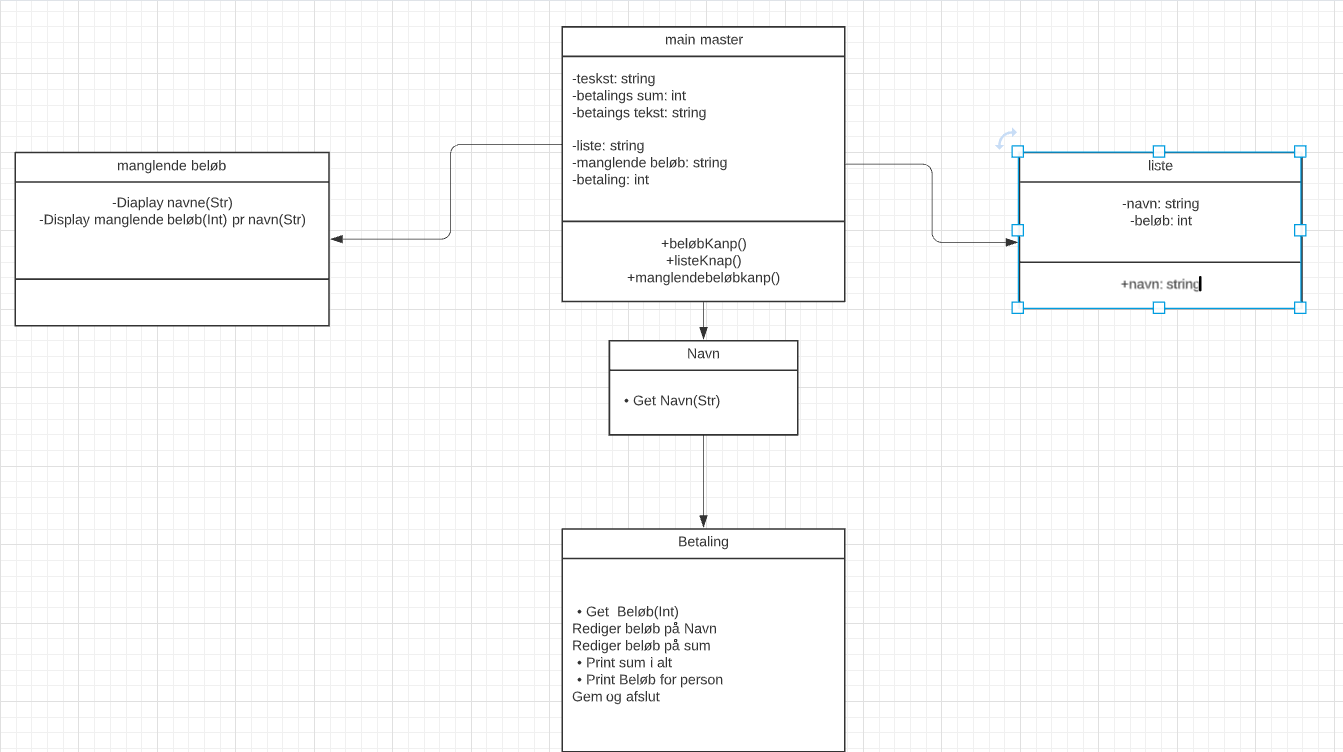 main master
-teskst: string
-betalings sum: int
-betaings tekst: string
-liste: string
-manglende beløb: string
-betaling: int
+beløbKanp()
+listeKnap()
+manglendebeløbkanp()
manglende beløb
-Diaplay navne(Str)
-Display manglende beløb(Int) pr navn(Str)
liste
-navn: string
-beløb: int
+navn: string
Navn
• Get Navn(Str)
Betaling
• Get  Beløb(Int)
Rediger beløb på Navn
Rediger beløb på sum
• Print sum i alt
• Print Beløb for person
Gem og afslut